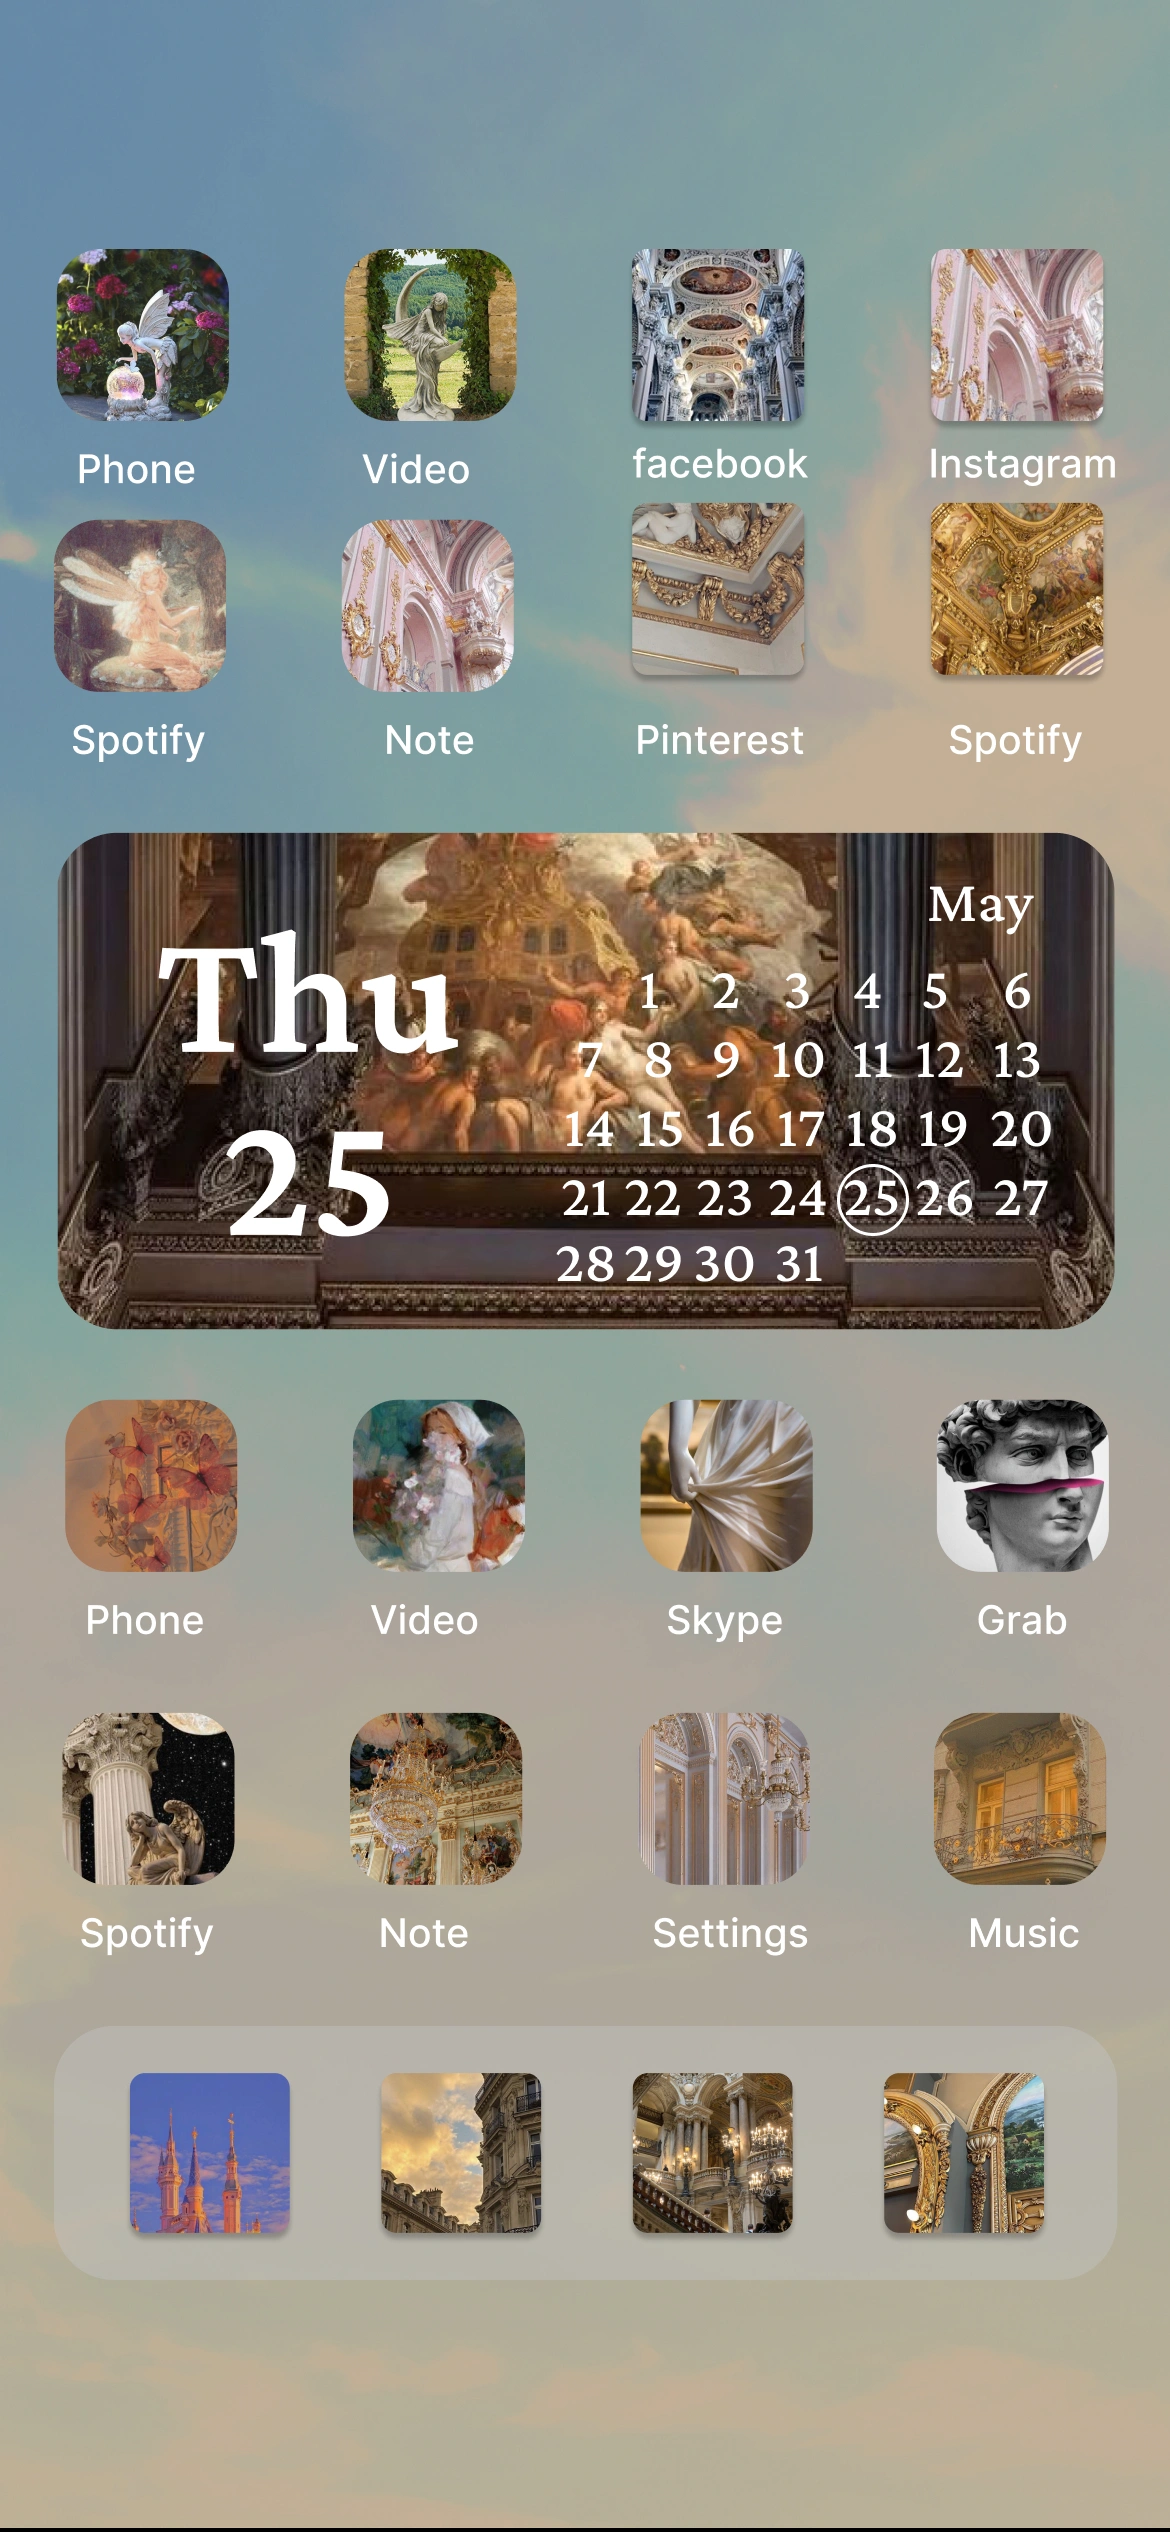 Phone Video facebook Instagram
Spotify Note Pinterest Spotify
Thu
25
May
1 2 3 4 5 6
7 8 9 10 11 12 13
14 15 16 17 18 19 20
21 22 23 24 25 26 27
28 29 30 31
Phone Video Skype Grab
Spotify Note Settings Music